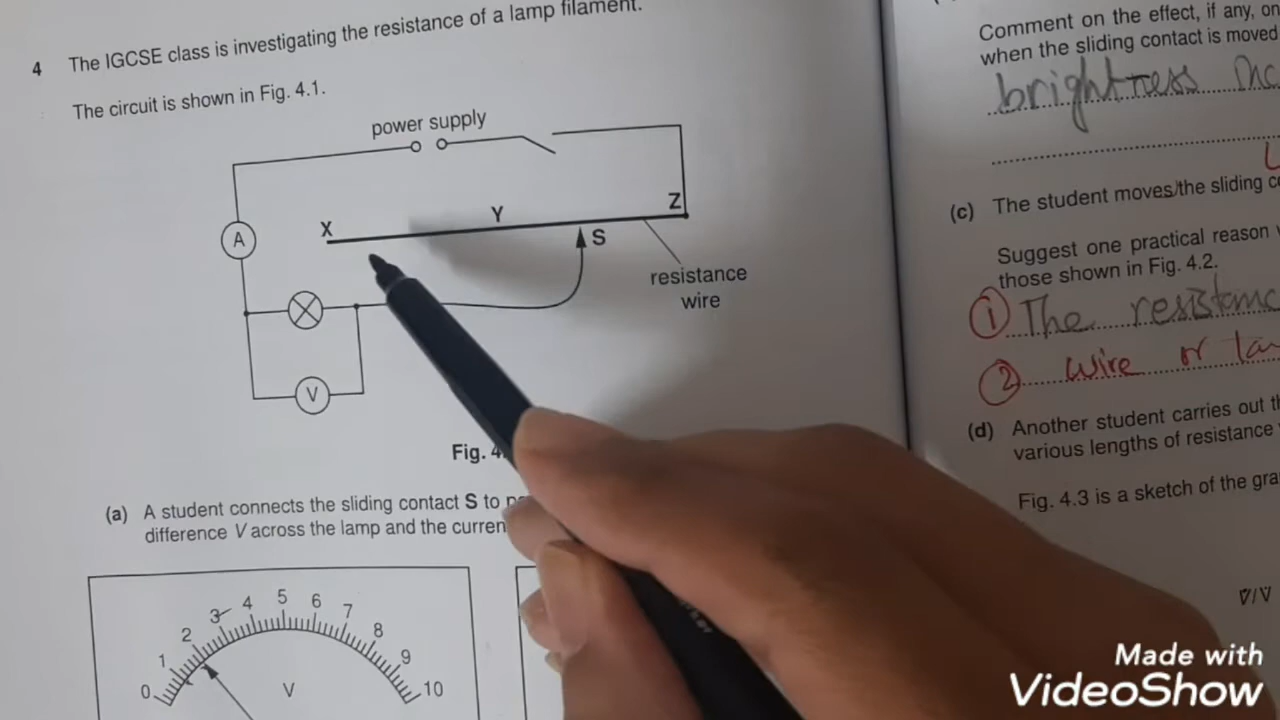 4 The IGCSE class is investigating the resistance of a lamp filament.
The circuit is shown in Fig. 4.1.
power supply
A
X
Y
Z
S
resistance
wire
V
Fig. 4
(a) A student connects the sliding contact S to
difference V across the lamp and the curren
0 1 2 3 4 5 6 7 8 9 10
V
Comment on the effect, if any, on
when the sliding contact is moved
brightness
(c) The student moves the sliding c
Suggest one practical reason
those shown in Fig. 4.2.
① The resistanc
② wire or la
(d) Another student carries out t
various lengths of resistance
Fig. 4.3 is a sketch of the gra
V/V
Made with
VideoShow